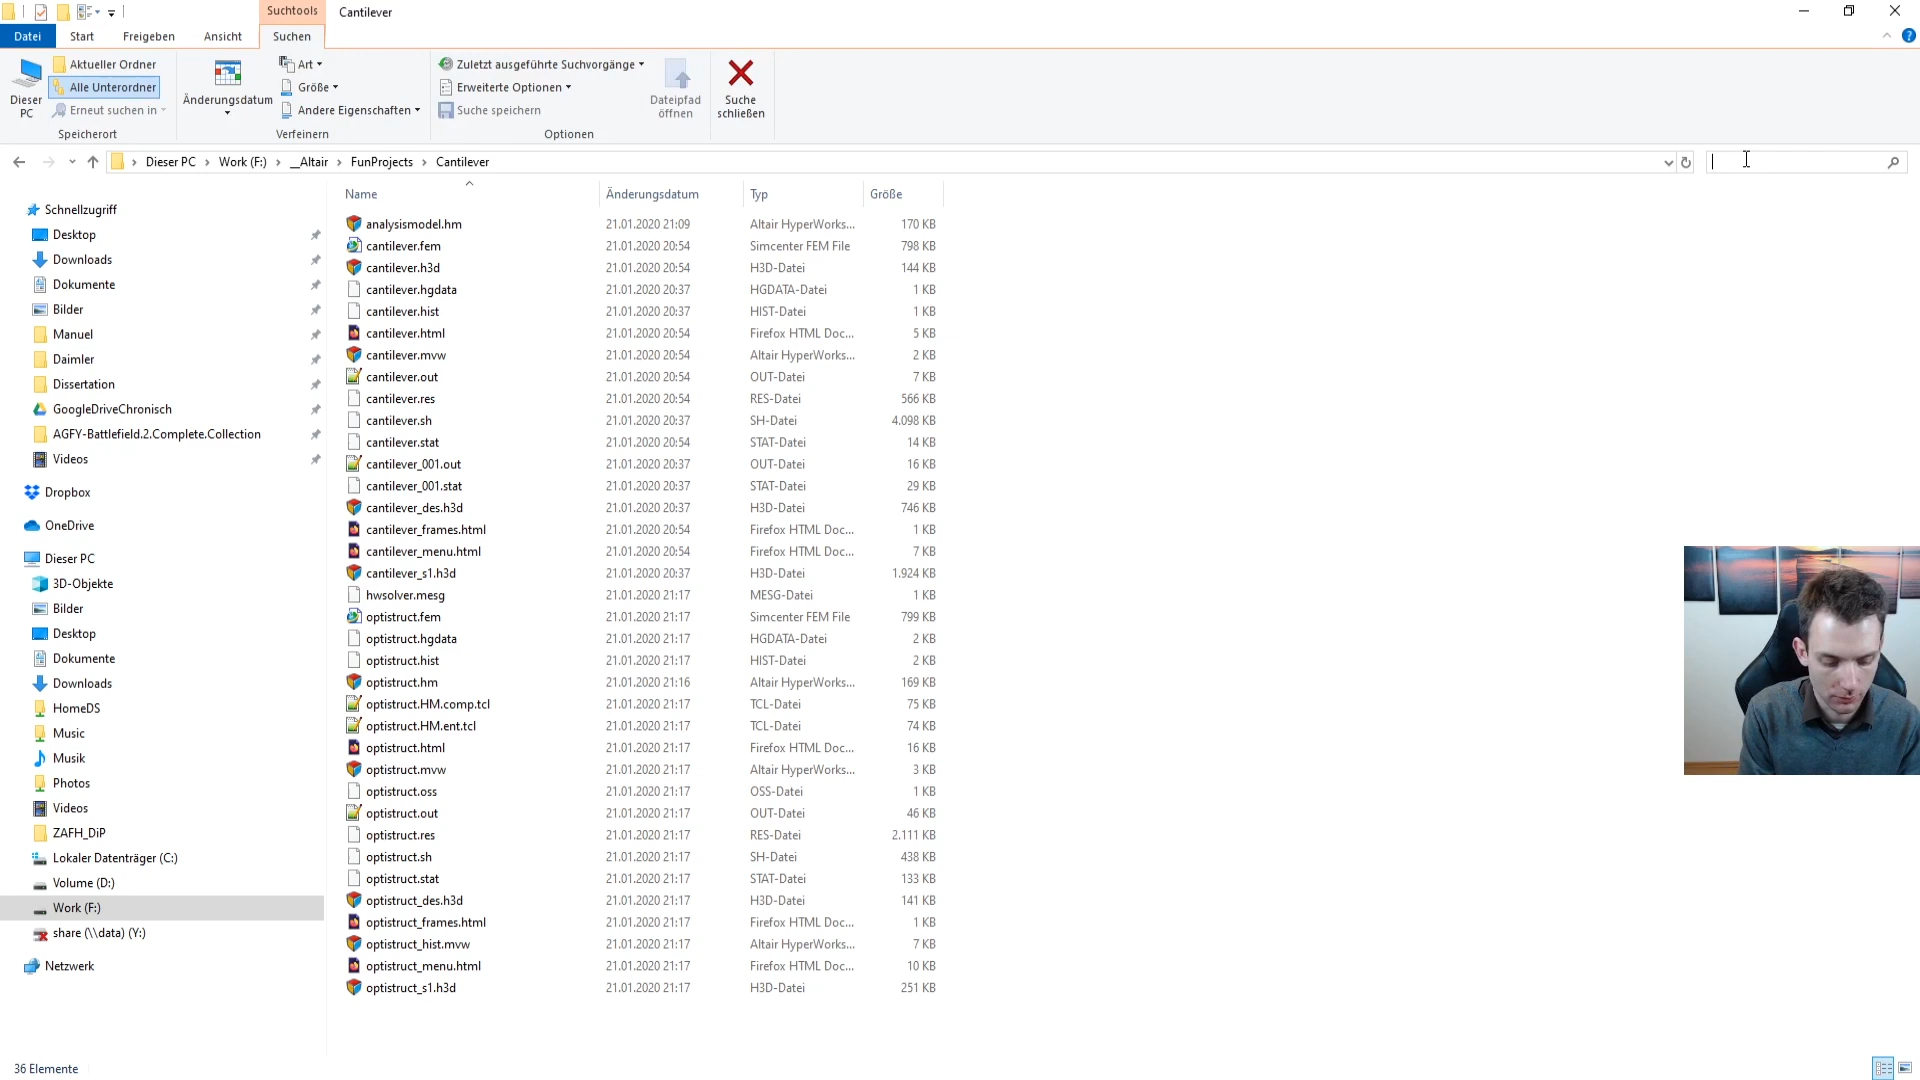 Suchtools
Cantilever
Datei
Start
Freigeben
Ansicht
Suchen
Dieser PC
Aktueller Ordner
Alle Unterordner
Erneut suchen in
Speicherort
Änderungsdatum
Art
Größe
Andere Eigenschaften
Verfeinern
Zuletzt ausgeführte Suchvorgänge
Erweiterte Optionen
Suche speichern
Optionen
Dateipfad öffnen
Suche schließen
Dieser PC > Work (F:) > __Altair > FunProjects > Cantilever
Schnellzugriff
Desktop
Downloads
Dokumente
Bilder
Manuel
Daimler
Dissertation
GoogleDriveChronisch
AGFY-Battlefield.2.Complete.Collection
Videos
Dropbox
OneDrive
Dieser PC
3D-Objekte
Bilder
Desktop
Dokumente
Downloads
HomeDS
Music
Musik
Photos
Videos
ZAFH_DiP
Lokaler Datenträger (C:)
Volume (D:)
Work (F:)
share (\\data) (Y:)
Netzwerk
Name Änderungsdatum Typ Größe
analysismodel.hm 21.01.2020 21:09 Altair HyperWorks... 170 KB
cantilever.fem 21.01.2020 20:54 Simcenter FEM File 798 KB
cantilever.h3d 21.01.2020 20:54 H3D-Datei 144 KB
cantilever.hgdata 21.01.2020 20:37 HGDATA-Datei 1 KB
cantilever.hist 21.01.2020 20:37 HIST-Datei 1 KB
cantilever.html 21.01.2020 20:54 Firefox HTML Doc... 5 KB
cantilever.mvw 21.01.2020 20:54 Altair HyperWorks... 2 KB
cantilever.out 21.01.2020 20:54 OUT-Datei 7 KB
cantilever.res 21.01.2020 20:54 RES-Datei 566 KB
cantilever.sh 21.01.2020 20:37 SH-Datei 4.098 KB
cantilever.stat 21.01.2020 20:54 STAT-Datei 14 KB
cantilever_001.out 21.01.2020 20:37 OUT-Datei 16 KB
cantilever_001.stat 21.01.2020 20:37 STAT-Datei 29 KB
cantilever_des.h3d 21.01.2020 20:37 H3D-Datei 746 KB
cantilever_frames.html 21.01.2020 20:54 Firefox HTML Doc... 1 KB
cantilever_menu.html 21.01.2020 20:54 Firefox HTML Doc... 7 KB
cantilever_s1.h3d 21.01.2020 20:37 H3D-Datei 1.924 KB
hwsolver.mesg 21.01.2020 21:17 MESG-Datei 1 KB
optistruct.fem 21.01.2020 21:17 Simcenter FEM File 799 KB
optistruct.hgdata 21.01.2020 21:17 HGDATA-Datei 2 KB
optistruct.hist 21.01.2020 21:17 HIST-Datei 2 KB
optistruct.hm 21.01.2020 21:16 Altair HyperWorks... 169 KB
optistruct.HM.comp.tcl 21.01.2020 21:17 TCL-Datei 75 KB
optistruct.HM.ent.tcl 21.01.2020 21:17 TCL-Datei 74 KB
optistruct.html 21.01.2020 21:17 Firefox HTML Doc... 16 KB
optistruct.mvw 21.01.2020 21:17 Altair HyperWorks... 3 KB
optistruct.oss 21.01.2020 21:17 OSS-Datei 1 KB
optistruct.out 21.01.2020 21:17 OUT-Datei 46 KB
optistruct.res 21.01.2020 21:17 RES-Datei 2.111 KB
optistruct.sh 21.01.2020 21:17 SH-Datei 438 KB
optistruct.stat 21.01.2020 21:17 STAT-Datei 133 KB
optistruct_des.h3d 21.01.2020 21:17 H3D-Datei 141 KB
optistruct_frames.html 21.01.2020 21:17 Firefox HTML Doc... 1 KB
optistruct_hist.mvw 21.01.2020 21:17 Altair HyperWorks... 7 KB
optistruct_menu.html 21.01.2020 21:17 Firefox HTML Doc... 10 KB
optistruct_s1.h3d 21.01.2020 21:17 H3D-Datei 251 KB
36 Elemente